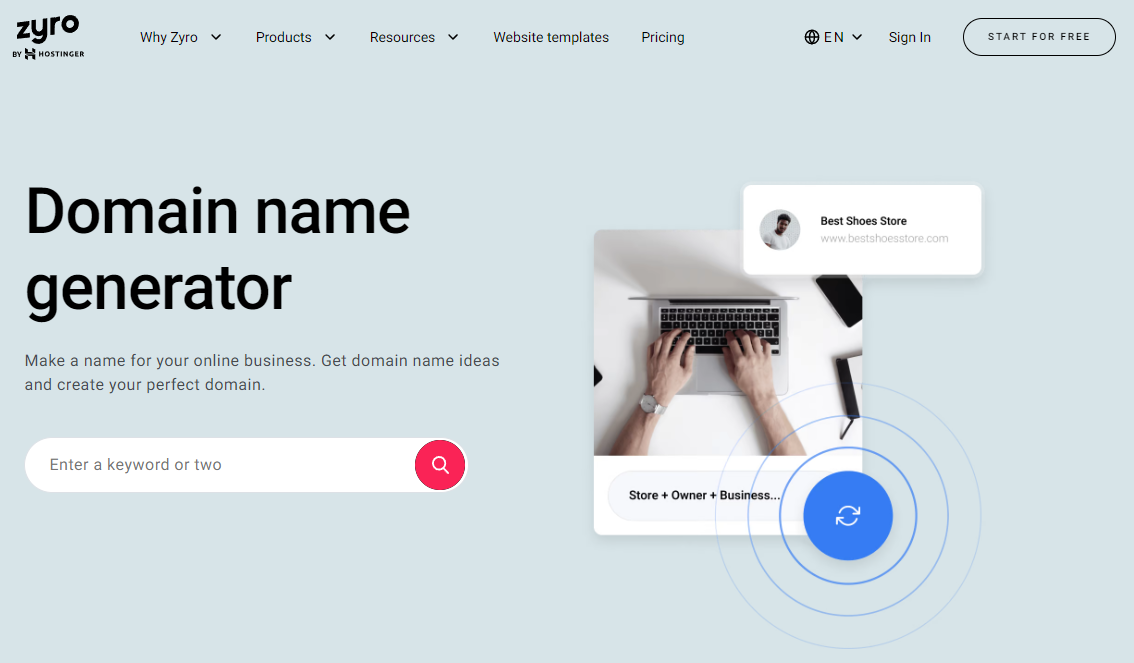 zyro
BY HOSTINGER
Why Zyro
Products
Resources
Website templates
Pricing
EN
Sign In
START FOR FREE
Domain name
generator
Make a name for your online business. Get domain name ideas
and create your perfect domain.
Enter a keyword or two
Best Shoes Store
www.bestshoesstore.com
Store + Owner + Business...